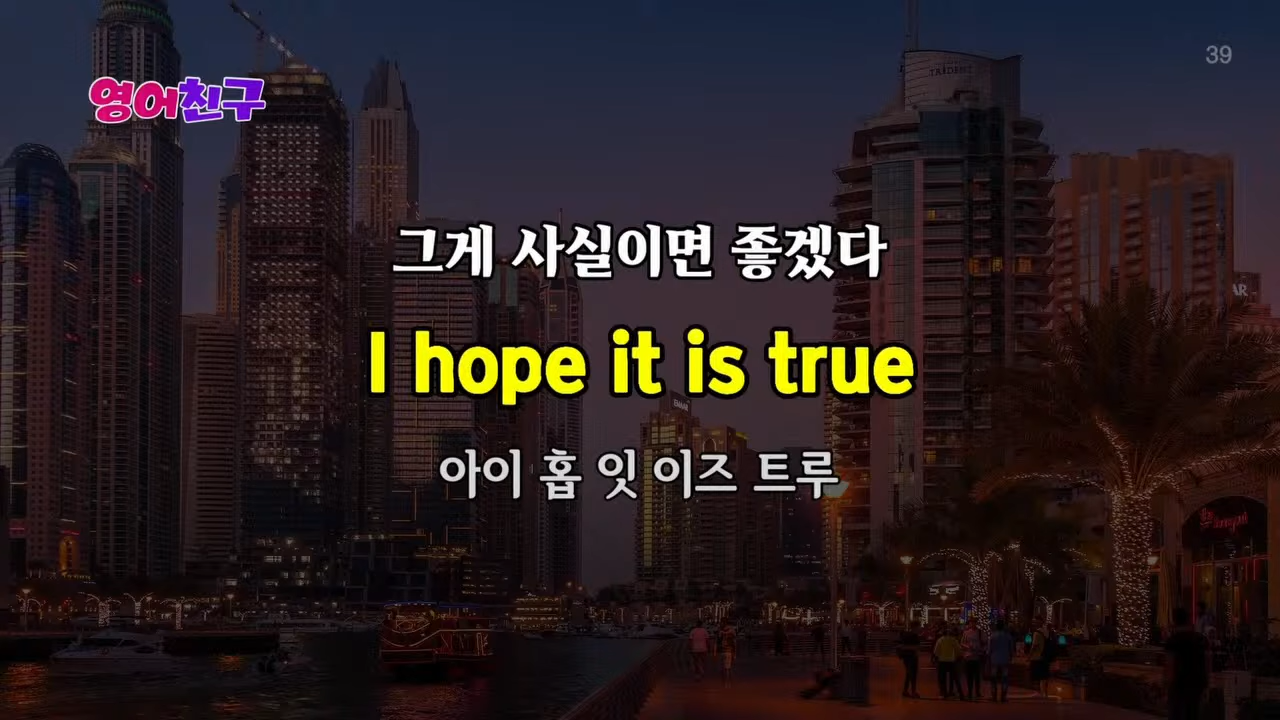 39
영어친구
TRIDENT
그게 사실이면 좋겠다
I hope it is true
아이 홉 잇 이즈 트루